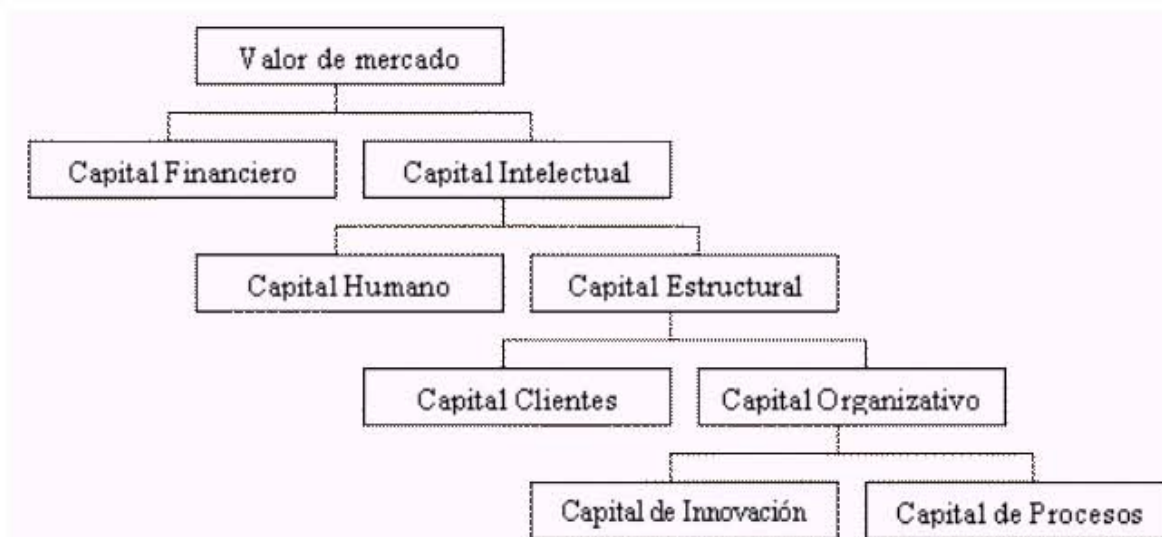 Valor de mercado
Capital Financiero
Capital Intelectual
Capital Humano
Capital Estructural
Capital Clientes
Capital Organizativo
Capital de Innovación
Capital de Procesos